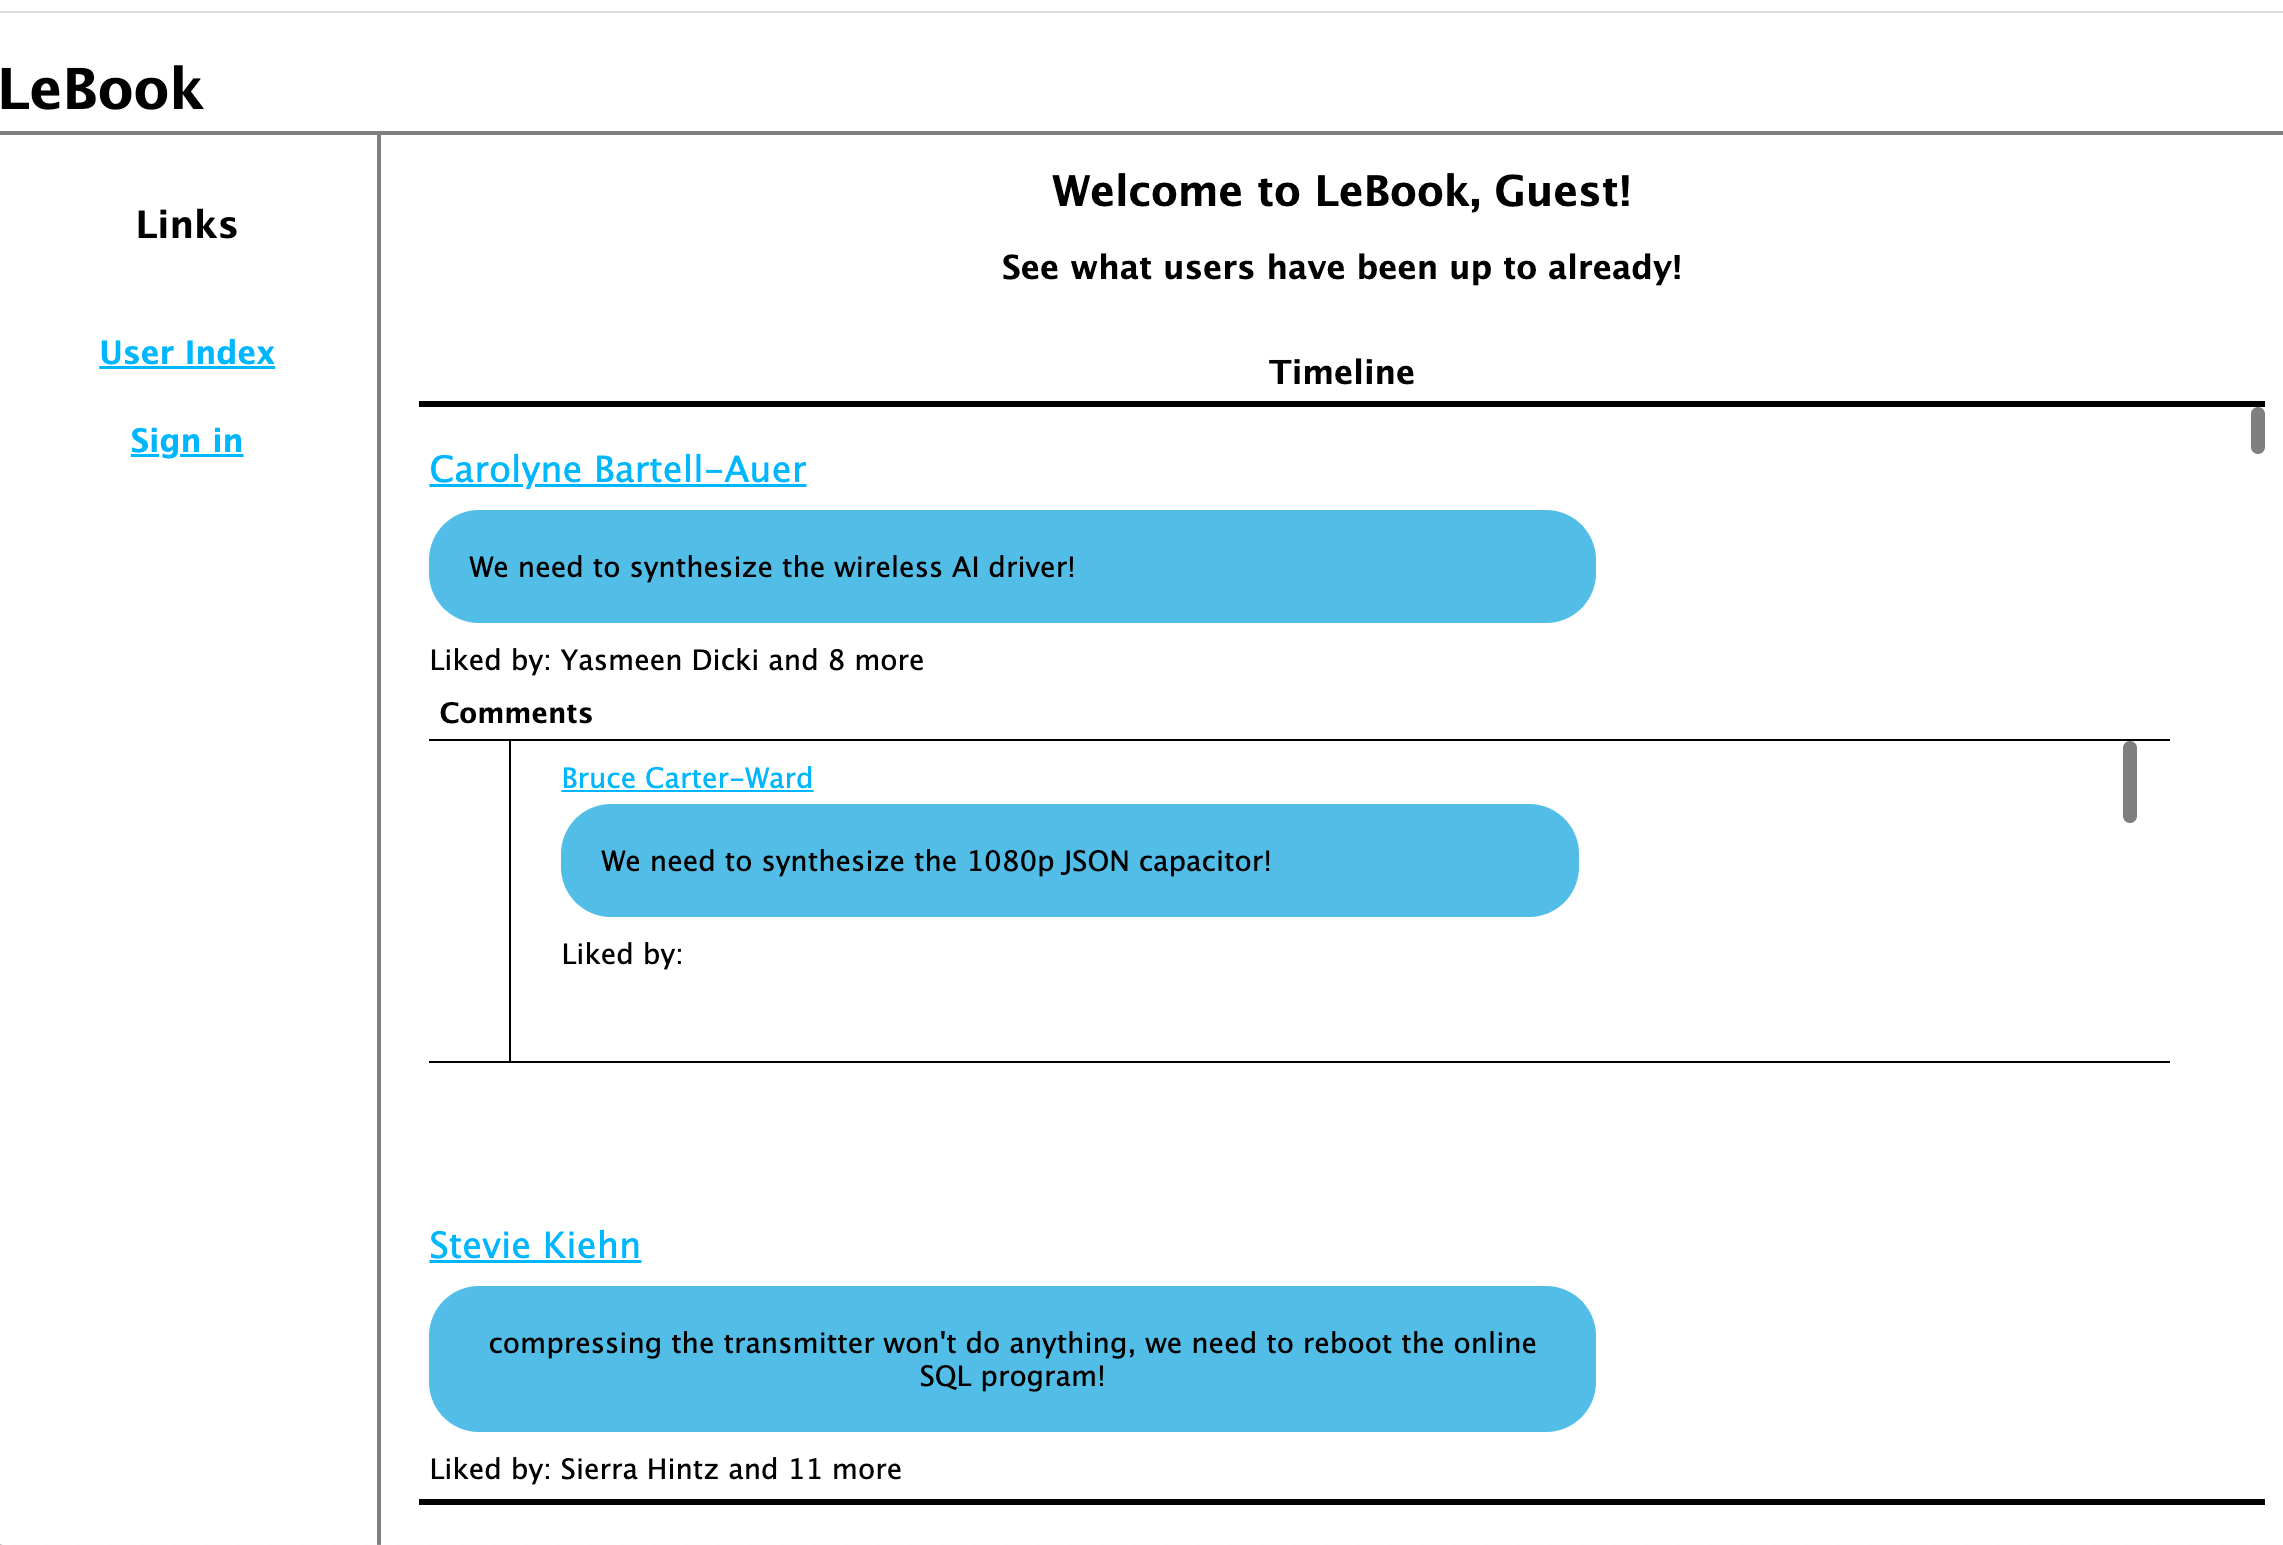 LeBook
Links
User Index
Sign in
Welcome to LeBook, Guest!
See what users have been up to already!
Timeline
Carolyne Bartell-Auer
We need to synthesize the wireless AI driver!
Liked by: Yasmeen Dicki and 8 more
Comments
Bruce Carter-Ward
We need to synthesize the 1080p JSON capacitor!
Liked by:
Stevie Kiehn
compressing the transmitter won't do anything, we need to reboot the online
SQL program!
Liked by: Sierra Hintz and 11 more